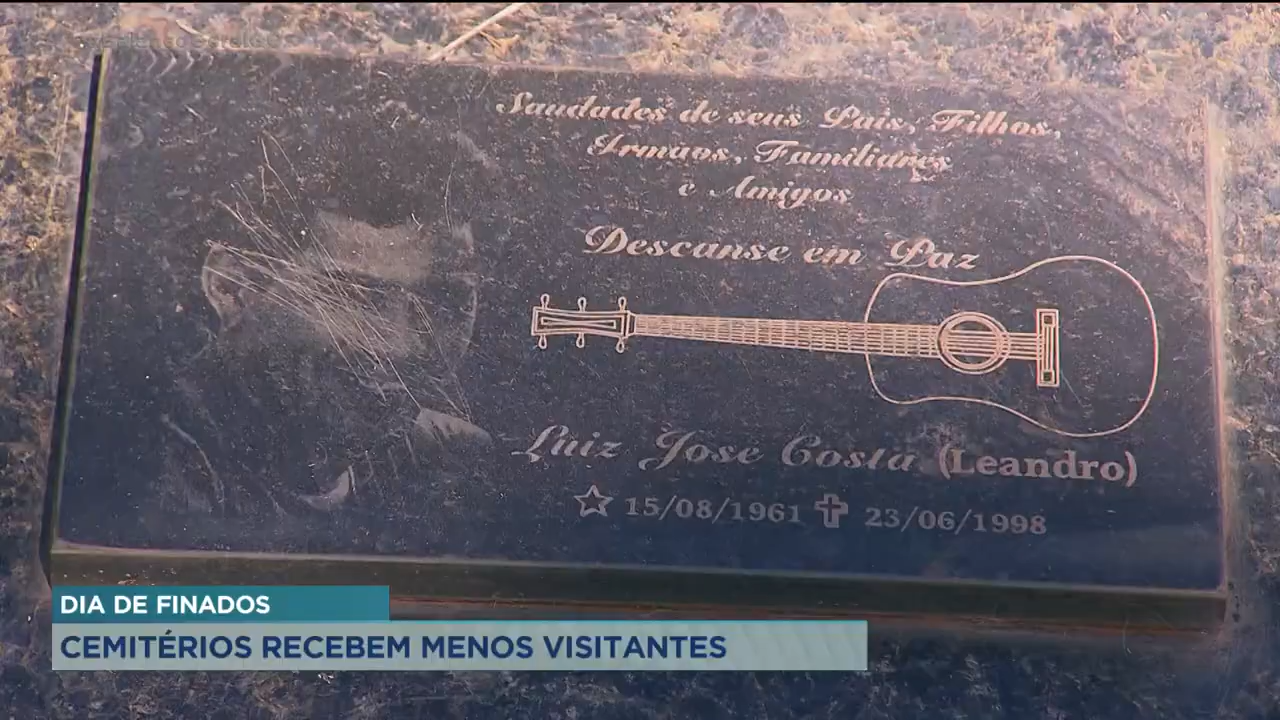 Saudades de seus Pais, Filhos,
Irmãos, Familiares
e Amigos
Descanse em Paz
Luiz José Costa (Leandro)
15/08/1961 23/06/1998
DIA DE FINADOS
CEMITÉRIOS RECEBEM MENOS VISITANTES